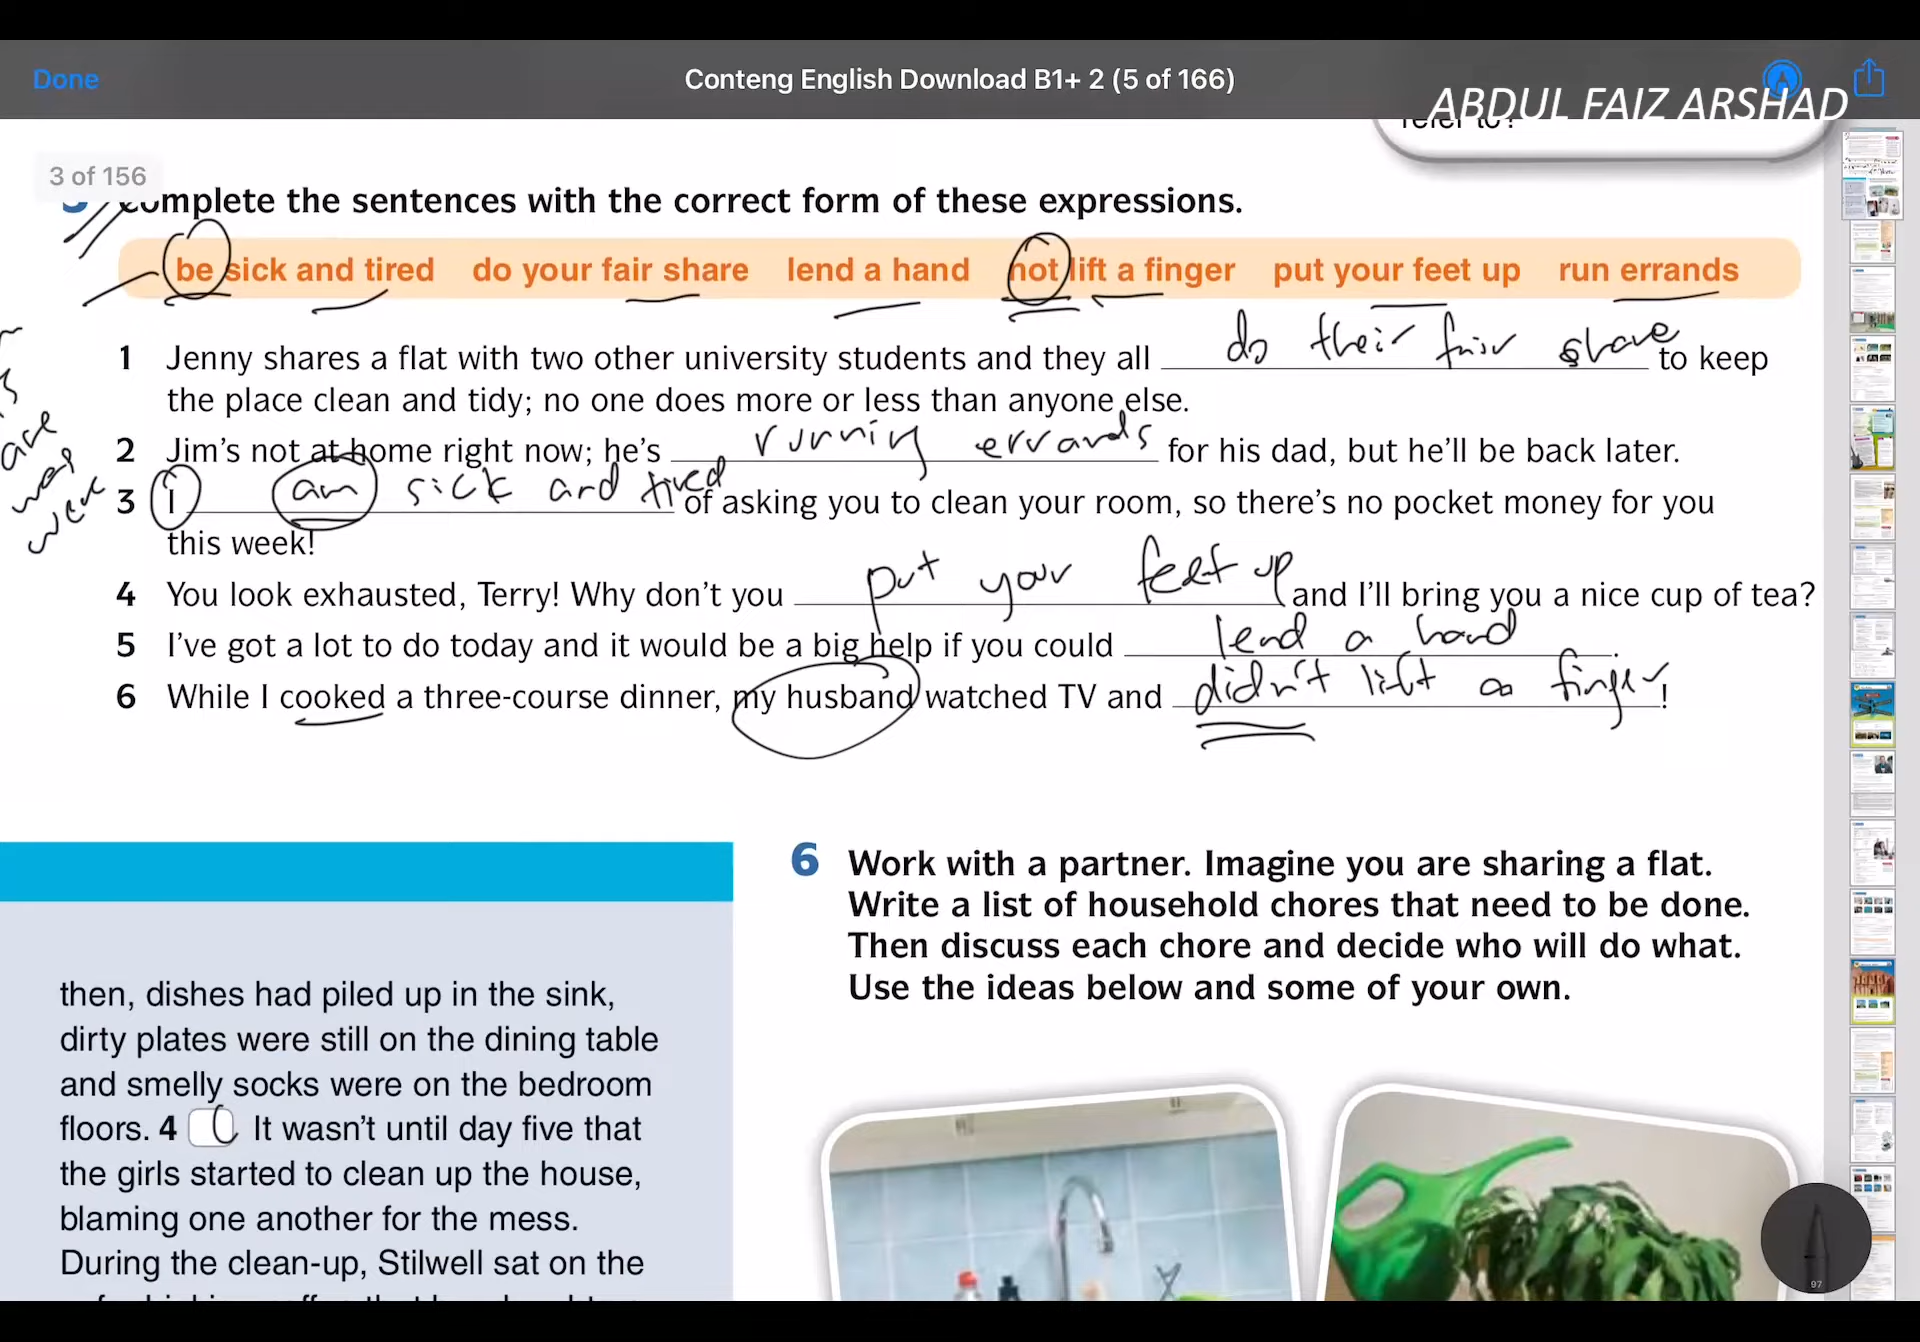 Done
Conteng English Download B1+ 2 (5 of 166)
ABDUL FAIZ ARSHAD
refer to?
3 of 156
Complete the sentences with the correct form of these expressions.
be sick and tired do your fair share lend a hand not lift a finger put your feet up run errands
1 Jenny shares a flat with two other university students and they all do their fair share to keep
the place clean and tidy; no one does more or less than anyone else.
2 Jim's not at home right now; he's running errands for his dad, but he'll be back later.
3 I am sick and tired of asking you to clean your room, so there's no pocket money for you
this week!
4 You look exhausted, Terry! Why don't you put your feet up and I'll bring you a nice cup of tea?
5 I've got a lot to do today and it would be a big help if you could lend a hand.
6 While I cooked a three-course dinner, my husband watched TV and didn't lift a finger!
are
6 Work with a partner. Imagine you are sharing a flat.
Write a list of household chores that need to be done.
Then discuss each chore and decide who will do what.
Use the ideas below and some of your own.
then, dishes had piled up in the sink,
dirty plates were still on the dining table
and smelly socks were on the bedroom
floors. 4 It wasn't until day five that
the girls started to clean up the house,
blaming one another for the mess.
During the clean-up, Stilwell sat on the
97